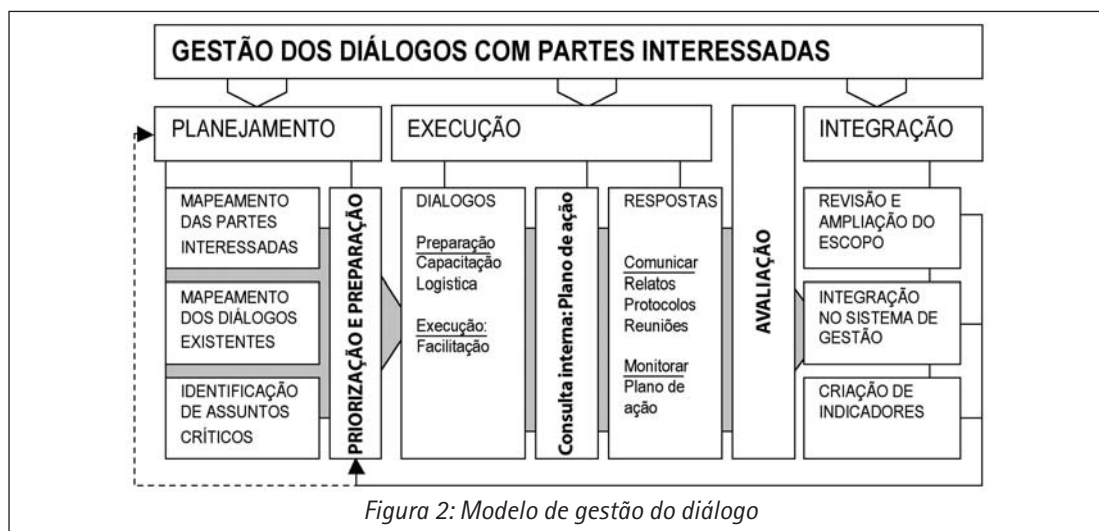 GESTÃO DOS DIÁLOGOS COM PARTES INTERESSADAS
PLANEJAMENTO
EXECUÇÃO
INTEGRAÇÃO
MAPEAMENTO
DAS PARTES
INTERESSADAS
MAPEAMENTO
DOS DIÁLOGOS
EXISTENTES
IDENTIFICAÇÃO
DE ASSUNTOS
CRÍTICOS
PRIORIZAÇÃO E PREPARAÇÃO
DIALOGOS
Preparação
Capacitação
Logística
Execução:
Facilitação
Consulta interna: Plano de ação
RESPOSTAS
Comunicar
Relatos
Protocolos
Reuniões
Monitorar
Plano de
ação
AVALIAÇÃO
REVISÃO E
AMPLIAÇÃO DO
ESCOPO
INTEGRAÇÃO
NO SISTEMA DE
GESTÃO
CRIAÇÃO DE
INDICADORES
Figura 2: Modelo de gestão do diálogo